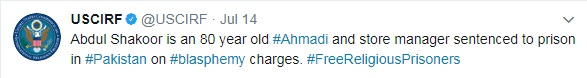 USCIRF @USCIRF · Jul 14
Abdul Shakoor is an 80 year old #Ahmadi and store manager sentenced to prison
in #Pakistan on #blasphemy charges. #FreeReligiousPrisoners